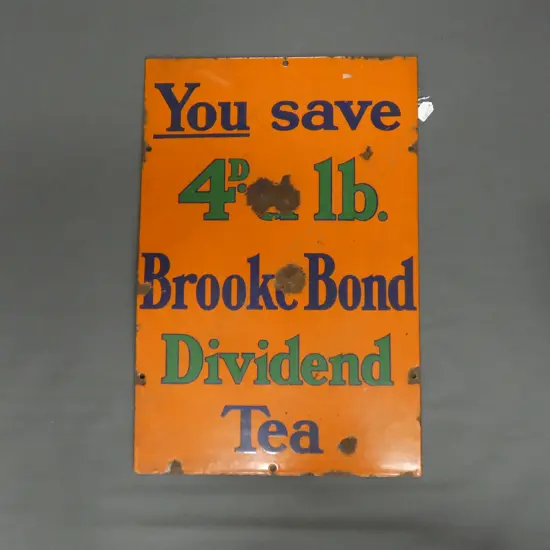 You save
4D. a lb.
Brooke Bond
Dividend
Tea